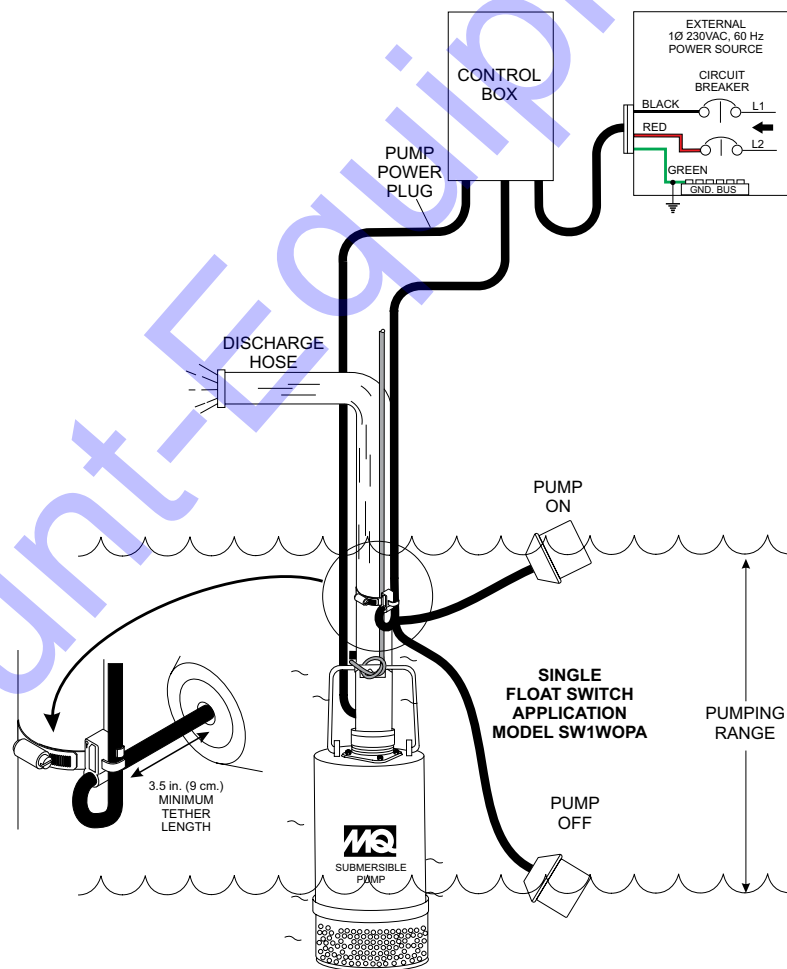 EXTERNAL
1Ø 230VAC, 60 Hz
POWER SOURCE
CONTROL
BOX
CIRCUIT
BREAKER
BLACK
L1
RED
L2
GREEN
GND. BUS
PUMP
POWER
PLUG
DISCHARGE
HOSE
PUMP
ON
SINGLE
FLOAT SWITCH
APPLICATION
MODEL SW1WOPA
PUMPING
RANGE
3.5 in. (9 cm.)
MINIMUM
TETHER
LENGTH
PUMP
OFF
MQ
SUBMERSIBLE
PUMP
unt-Equip